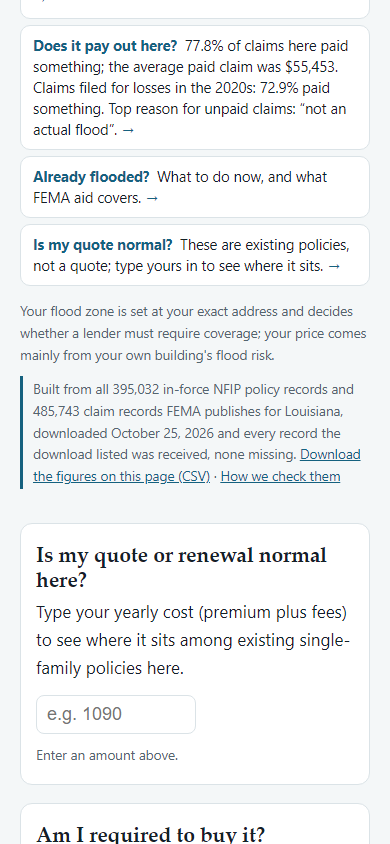 Does it pay out here? 77.8% of claims here paid
something; the average paid claim was $55,453.
Claims filed for losses in the 2020s: 72.9% paid
something. Top reason for unpaid claims: “not an
actual flood”. →
Already flooded? What to do now, and what
FEMA aid covers. →
Is my quote normal? These are existing policies,
not a quote; type yours in to see where it sits. →
Your flood zone is set at your exact address and decides
whether a lender must require coverage; your price comes
mainly from your own building's flood risk.
Built from all 395,032 in-force NFIP policy records and
485,743 claim records FEMA publishes for Louisiana,
downloaded October 25, 2026 and every record the
download listed was received, none missing. Download
the figures on this page (CSV) · How we check them
Is my quote or renewal normal
here?
Type your yearly cost (premium plus fees)
to see where it sits among existing single-
family policies here.
e.g. 1090
Enter an amount above.
Am I required to buy it?